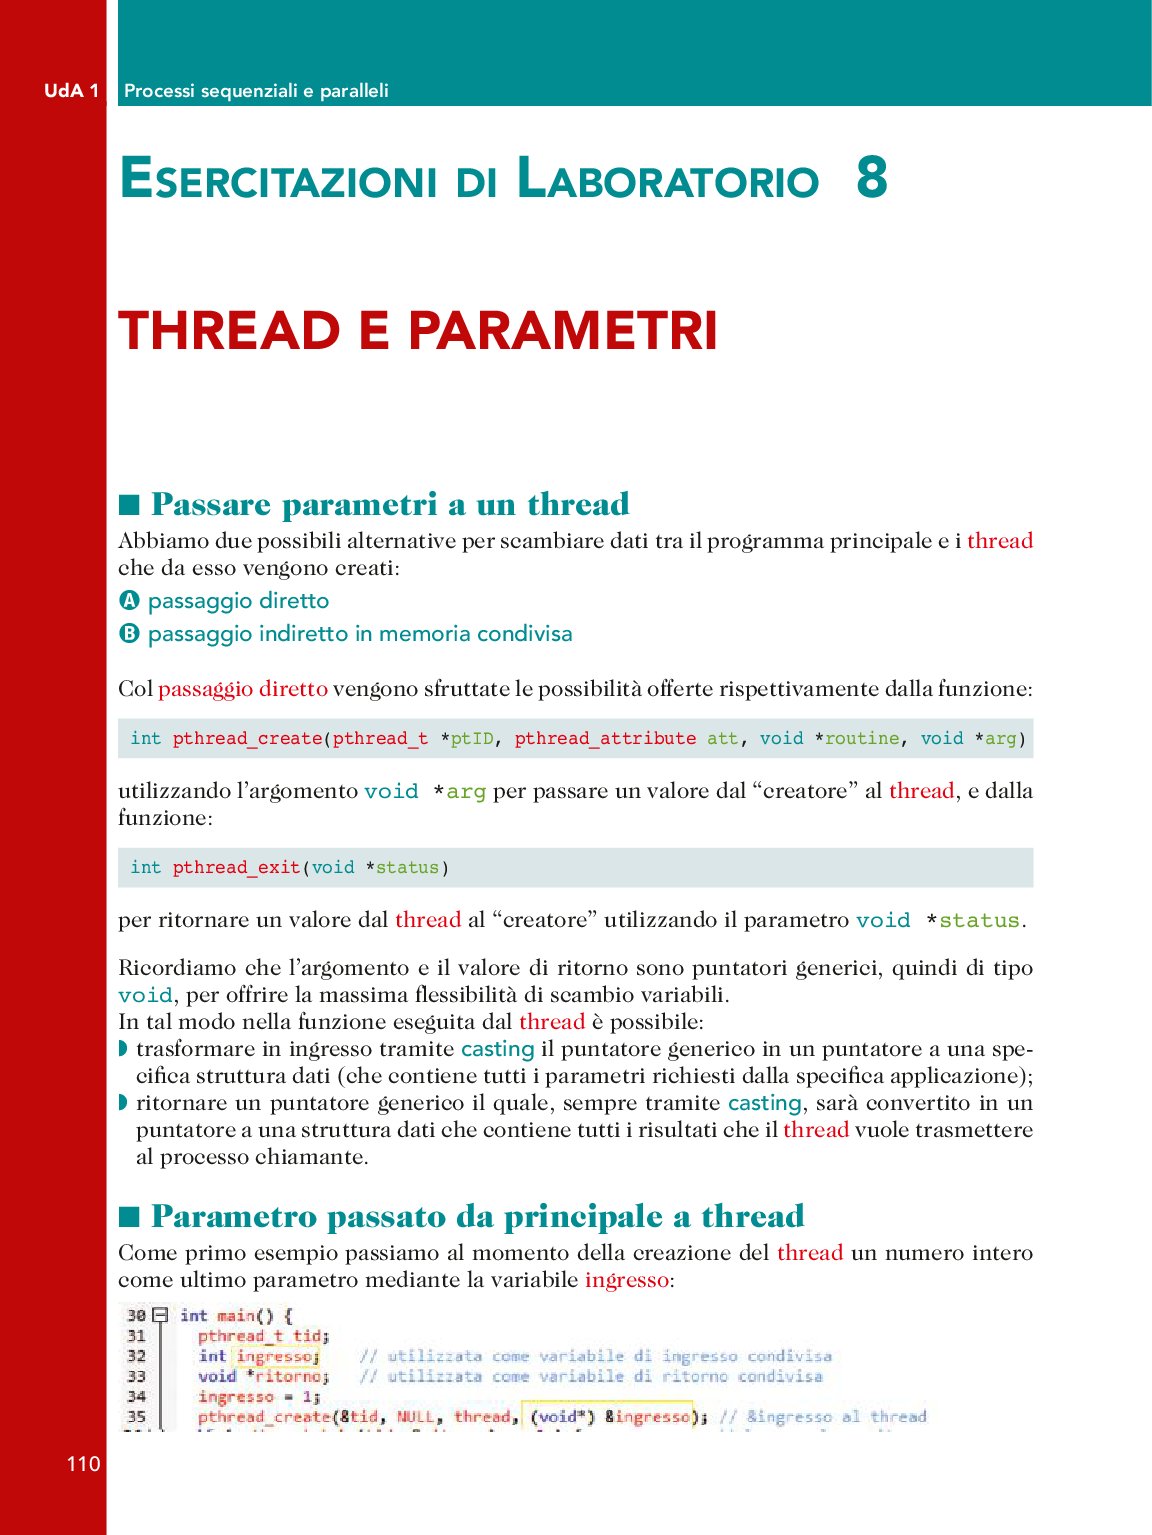 UdA 1 Processi sequenziali e paralleli
ESERCITAZIONI DI LABORATORIO 8
THREAD E PARAMETRI
■ Passare parametri a un thread
Abbiamo due possibili alternative per scambiare dati tra il programma principale e i thread
che da esso vengono creati:
A passaggio diretto
B passaggio indiretto in memoria condivisa
Col passaggio diretto vengono sfruttate le possibilità offerte rispettivamente dalla funzione:
int pthread_create(pthread_t *ptID, pthread_attribute att, void *routine, void *arg)
utilizzando l'argomento void *arg per passare un valore dal “creatore” al thread, e dalla
funzione:
int pthread_exit(void *status)
per ritornare un valore dal thread al “creatore” utilizzando il parametro void *status.
Ricordiamo che l'argomento e il valore di ritorno sono puntatori generici, quindi di tipo
void, per offrire la massima flessibilità di scambio variabili.
In tal modo nella funzione eseguita dal thread è possibile:
◗ trasformare in ingresso tramite casting il puntatore generico in un puntatore a una spe-
cifica struttura dati (che contiene tutti i parametri richiesti dalla specifica applicazione);
◗ ritornare un puntatore generico il quale, sempre tramite casting, sarà convertito in un
puntatore a una struttura dati che contiene tutti i risultati che il thread vuole trasmettere
al processo chiamante.
■ Parametro passato da principale a thread
Come primo esempio passiamo al momento della creazione del thread un numero intero
come ultimo parametro mediante la variabile ingresso:
30 int main() {
31 pthread_t tid;
32 int ingresso; // utilizzata come variabile di ingresso condivisa
33 void *ritorno; // utilizzata come variabile di ritorno condivisa
34 ingresso = 1;
35 pthread_create(&tid, NULL, thread, (void*) &ingresso); // &ingresso al thread
110